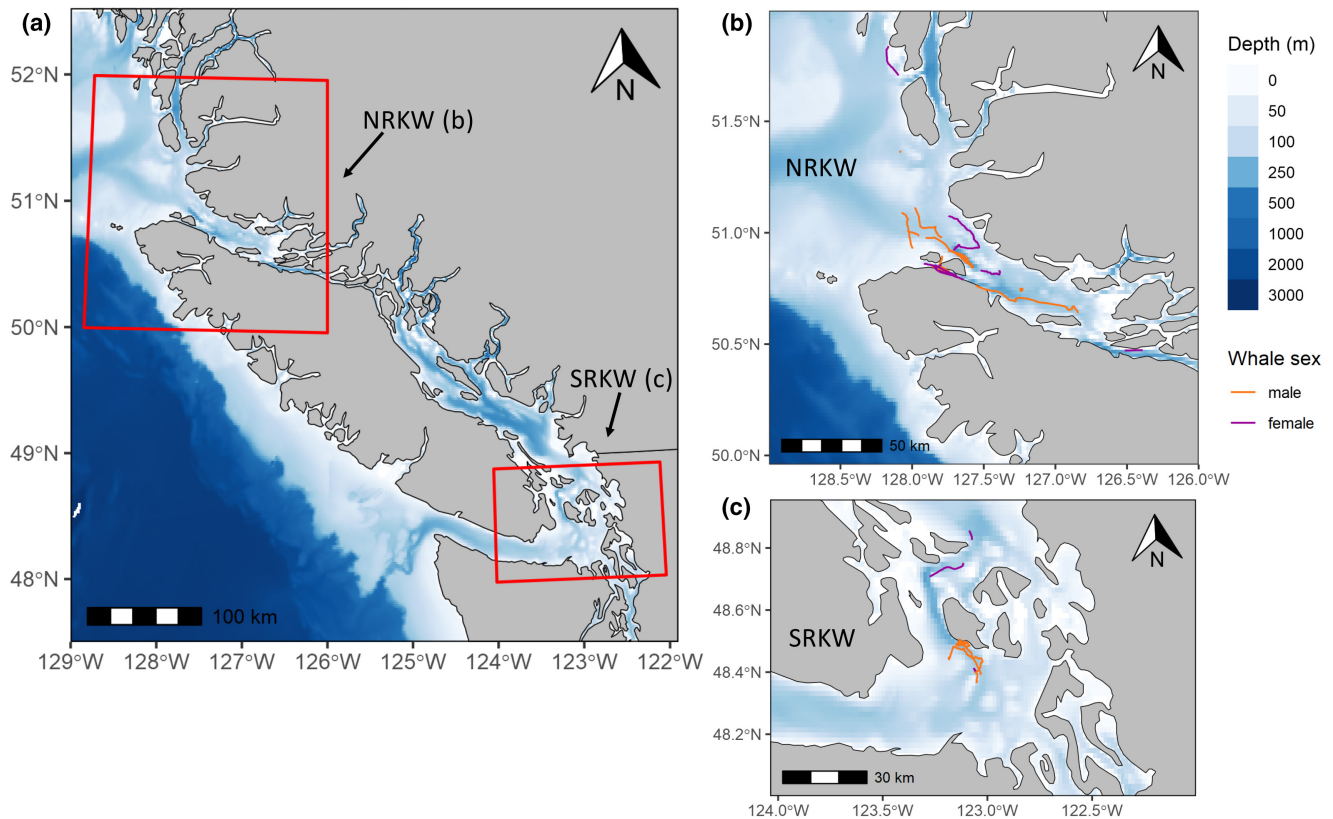 (a)
52°N
51°N
50°N
49°N
48°N
N
NRKW (b)
SRKW (c)
100 km
129°W 128°W 127°W 126°W 125°W 124°W 123°W 122°W
(b)
51.5°N
51.0°N
50.5°N
50.0°N
N
NRKW
50 km
128.5°W 128.0°W 127.5°W 127.0°W 126.5°W 126.0°W
Depth (m)
0
50
100
250
500
1000
2000
3000
Whale sex
male
female
(c)
48.8°N
48.6°N
48.4°N
48.2°N
N
SRKW
30 km
124.0°W 123.5°W 123.0°W 122.5°W